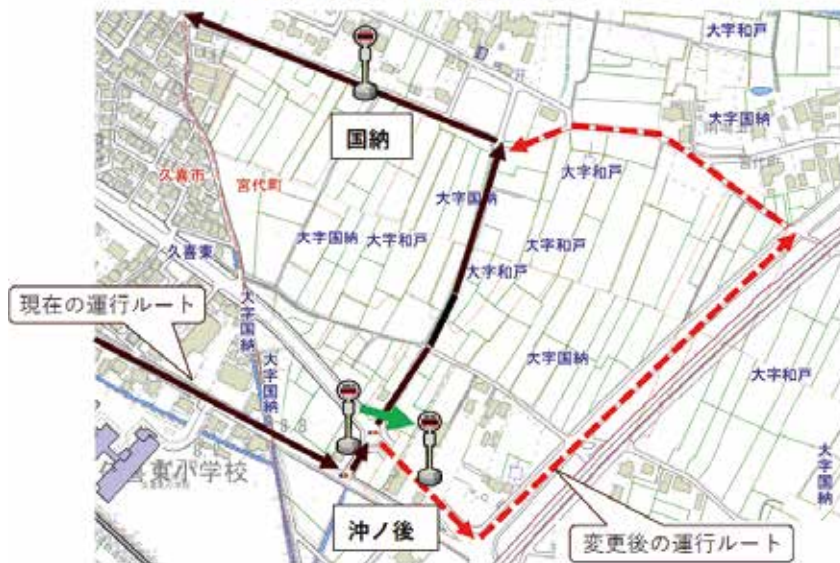 大字和戸
大字国納
国納
久喜市
宮代町
大字和戸
大字国納
大字国納
大字和戸
大字和戸
久喜東
大字和戸
現在の運行ルート
大字国納
大字国納
大字国納
大字和戸
久喜東小学校
大字国納
沖ノ後
変更後の運行ルート